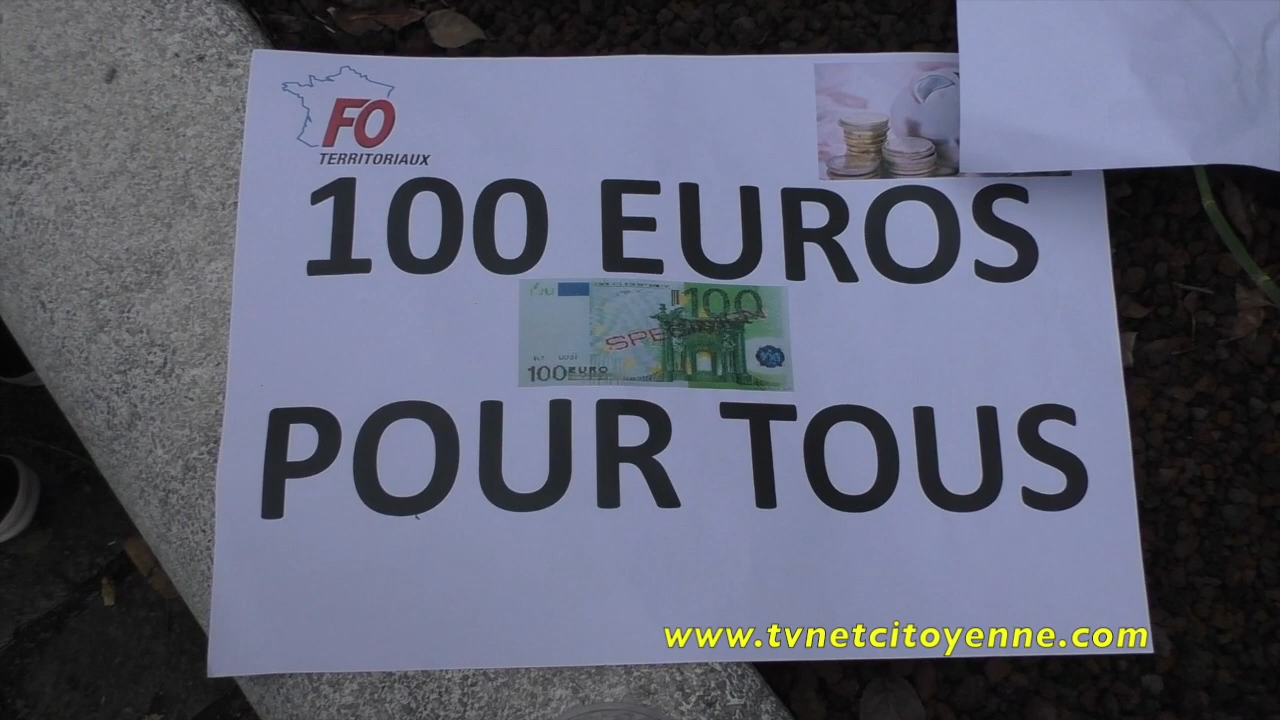 FO
TERRITORIAUX
100 EUROS
100
SPECIMEN
100 EURO
POUR TOUS
www.tvnetcitoyenne.com